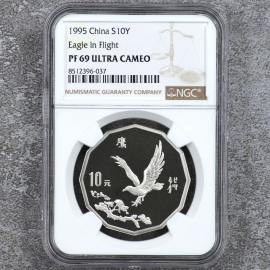 1995 China S10Y
Eagle in Flight
PF 69 ULTRA CAMEO
8512396-037
NUMISMATIC GUARANTY COMPANY
NGC
鹰
10元